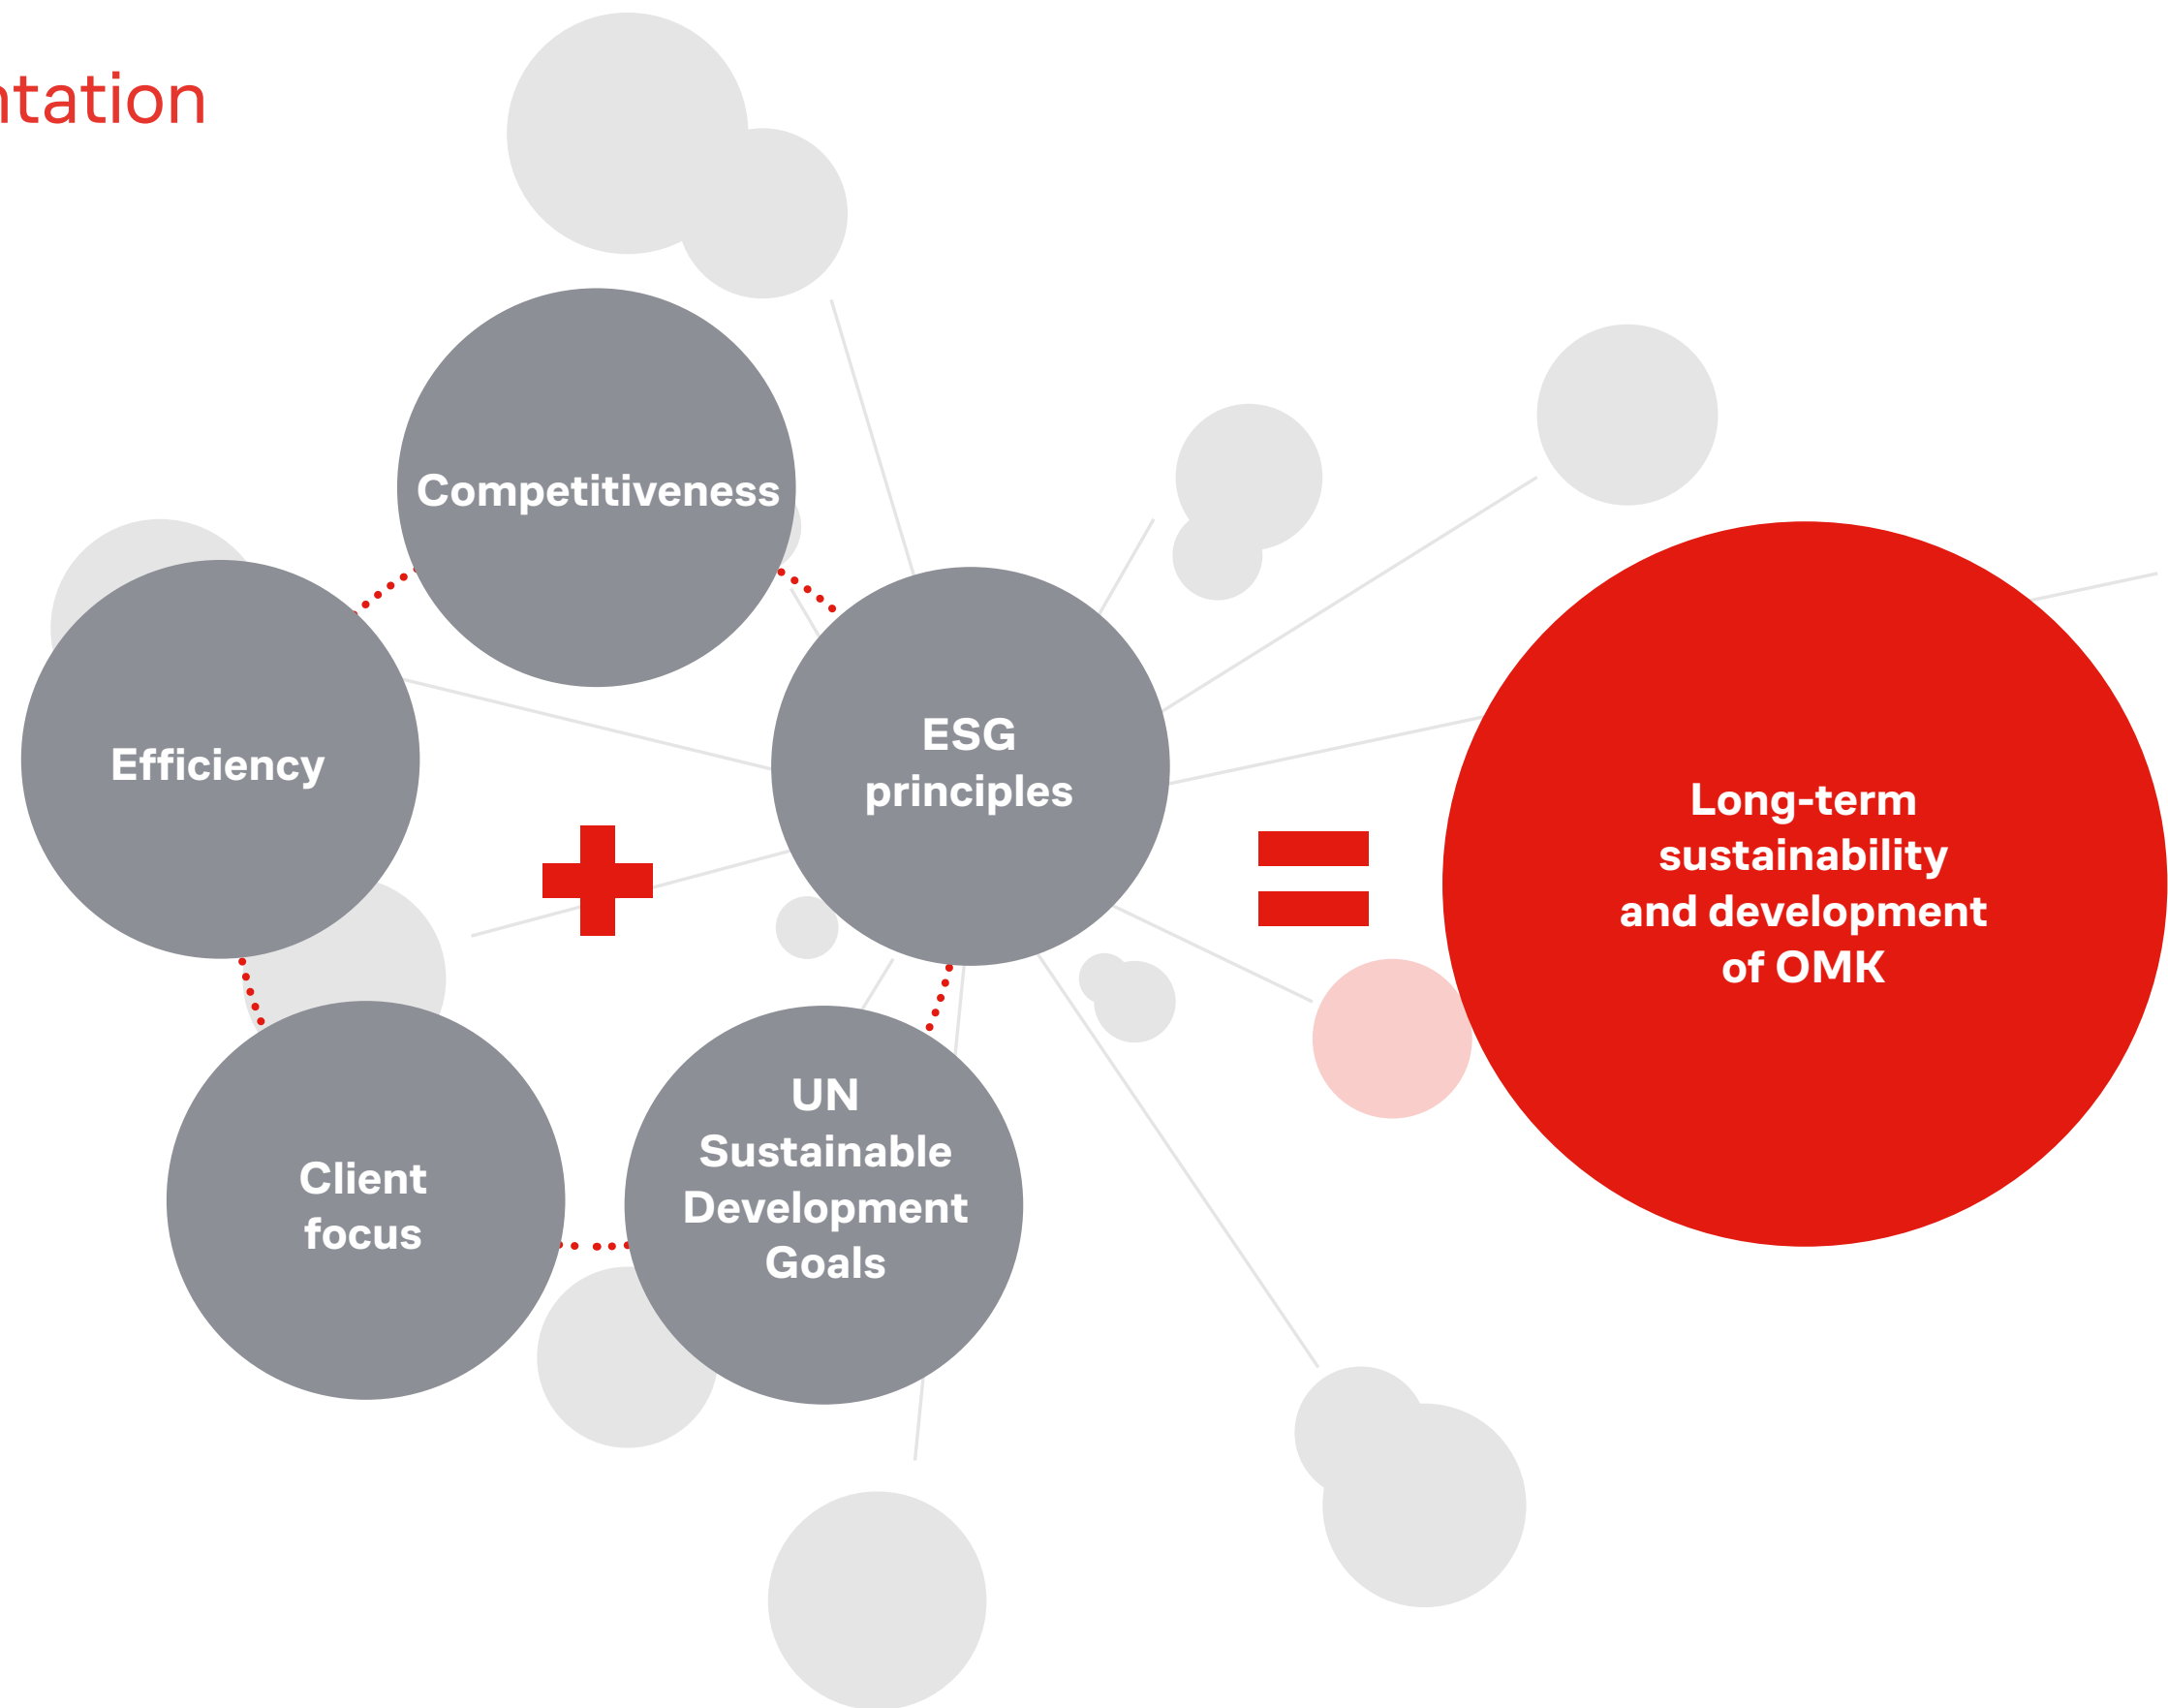 ntation
Competitiveness
Efficiency
ESG
principles
Long-term
sustainability
and development
of OMK
Client
focus
UN
Sustainable
Development
Goals